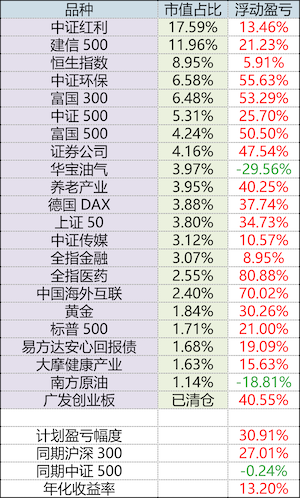 品种 市值占比 浮动盈亏
中证红利 17.59% 13.46%
建信 500 11.96% 21.23%
恒生指数 8.95% 5.91%
中证环保 6.58% 55.63%
富国 300 6.48% 53.29%
中证 500 5.31% 25.70%
富国 500 4.24% 50.50%
证券公司 4.16% 47.54%
华宝油气 3.97% -29.56%
养老产业 3.95% 40.25%
德国 DAX 3.88% 37.74%
上证 50 3.80% 34.73%
中证传媒 3.12% 10.57%
全指金融 3.07% 8.95%
全指医药 2.55% 80.88%
中国海外互联 2.40% 70.02%
黄金 1.84% 30.26%
标普 500 1.71% 21.00%
易方达安心回报债 1.68% 19.09%
大摩健康产业 1.63% 15.63%
南方原油 1.14% -18.81%
广发创业板 已清仓 40.55%
计划盈亏幅度 30.91%
同期沪深 300 27.01%
同期中证 500 -0.24%
年化收益率 13.20%